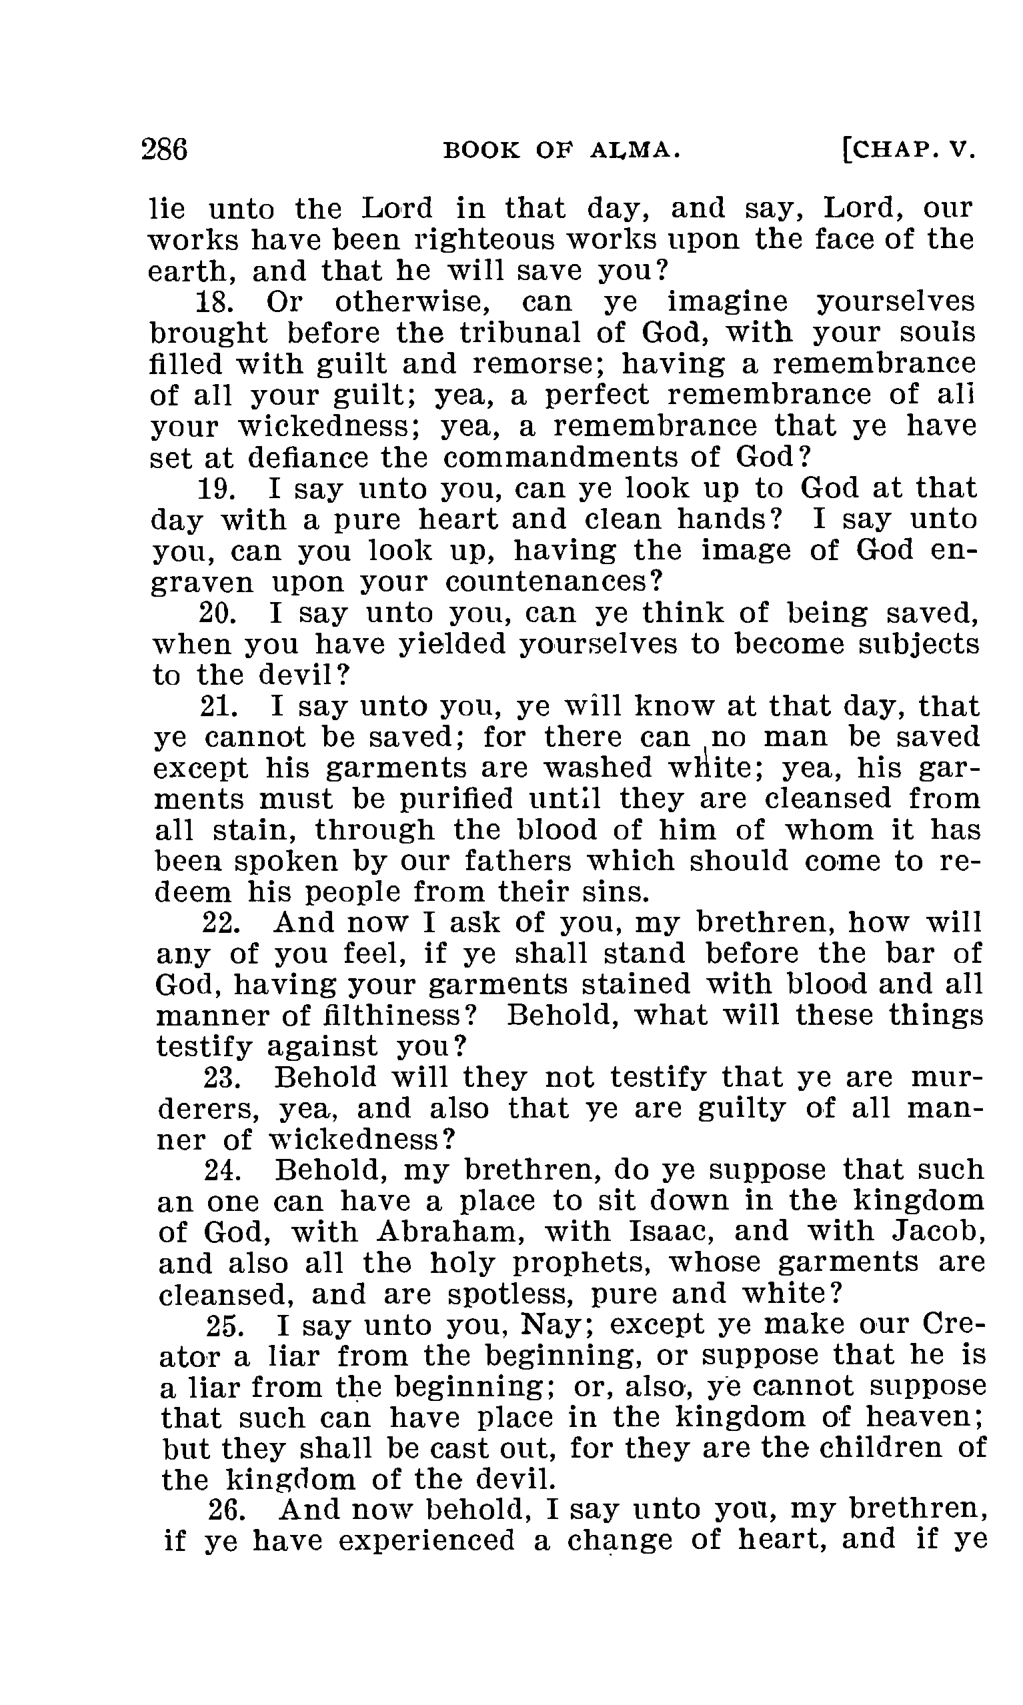 286 BOOK OF ALMA. [CHAP. V.
lie unto the Lord in that day, and say, Lord, our
works have been righteous works upon the face of the
earth, and that he will save you?
18. Or otherwise, can ye imagine yourselves
brought before the tribunal of God, with your souls
filled with guilt and remorse; having a remembrance
of all your guilt; yea, a perfect remembrance of all
your wickedness; yea, a remembrance that ye have
set at defiance the commandments of God?
19. I say unto you, can ye look up to God at that
day with a pure heart and clean hands? I say unto
you, can you look up, having the image of God en-
graven upon your countenances?
20. I say unto you, can ye think of being saved,
when you have yielded yourselves to become subjects
to the devil?
21. I say unto you, ye will know at that day, that
ye cannot be saved; for there can no man be saved
except his garments are washed white; yea, his gar-
ments must be purified until they are cleansed from
all stain, through the blood of him of whom it has
been spoken by our fathers which should come to re-
deem his people from their sins.
22. And now I ask of you, my brethren, how will
any of you feel, if ye shall stand before the bar of
God, having your garments stained with blood and all
manner of filthiness? Behold, what will these things
testify against you?
23. Behold will they not testify that ye are mur-
derers, yea, and also that ye are guilty of all man-
ner of wickedness?
24. Behold, my brethren, do ye suppose that such
an one can have a place to sit down in the kingdom
of God, with Abraham, with Isaac, and with Jacob,
and also all the holy prophets, whose garments are
cleansed, and are spotless, pure and white?
25. I say unto you, Nay; except ye make our Cre-
ator a liar from the beginning, or suppose that he is
a liar from the beginning; or, also, ye cannot suppose
that such can have place in the kingdom of heaven;
but they shall be cast out, for they are the children of
the kingdom of the devil.
26. And now behold, I say unto you, my brethren,
if ye have experienced a change of heart, and if ye